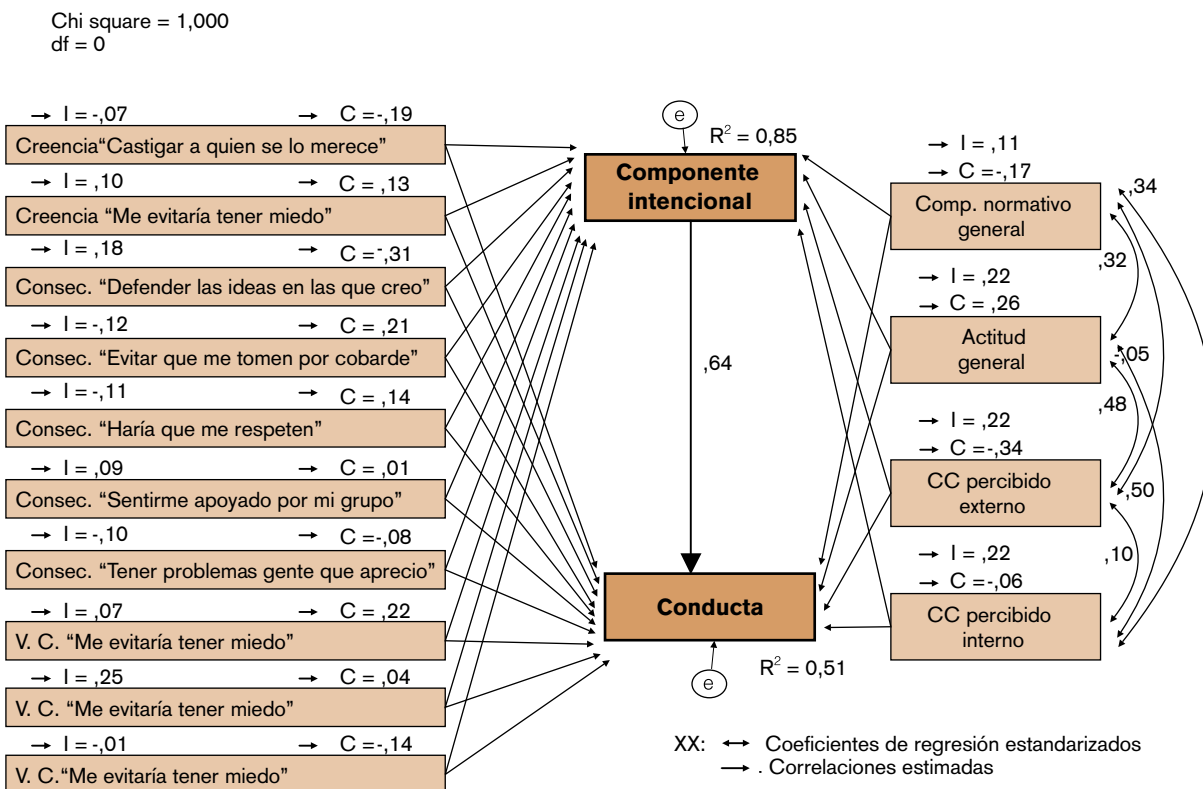 Chi square = 1,000
df = 0
→ I = -,07 → C =-,19
Creencia“Castigar a quien se lo merece”
→ I = ,10 → C = ,13
Creencia “Me evitaría tener miedo”
→ I = ,18 → C = -,31
Consec. “Defender las ideas en las que creo”
→ I = -,12 → C = ,21
Consec. “Evitar que me tomen por cobarde”
→ I = -,11 → C = ,14
Consec. “Haría que me respeten”
→ I = ,09 → C = ,01
Consec. “Sentirme apoyado por mi grupo”
→ I = -,10 → C =-,08
Consec. “Tener problemas gente que aprecio”
→ I = ,07 → C = ,22
V. C. “Me evitaría tener miedo”
→ I = ,25 → C = ,04
V. C. “Me evitaría tener miedo”
→ I = -,01 → C =-,14
V. C.“Me evitaría tener miedo”
e
R² = 0,85
Componente
intencional
,64
Conducta
e
R² = 0,51
→ I = ,11
→ C =-,17
Comp. normativo
general
→ I = ,22
→ C = ,26
Actitud
general
→ I = ,22
→ C =-,34
CC percibido
externo
→ I = ,22
→ C =-,06
CC percibido
interno
,34
,32
-,05
,48
,50
,10
XX: ↔ Coeficientes de regresión estandarizados
→ . Correlaciones estimadas